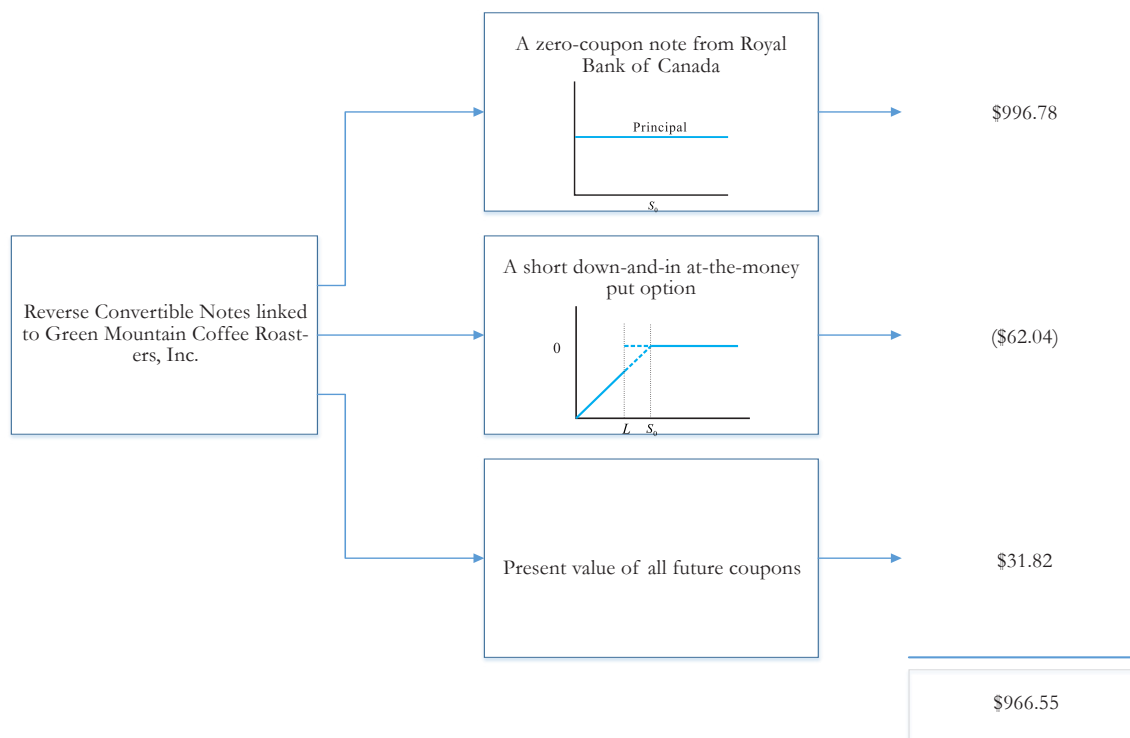 A zero-coupon note from Royal
Bank of Canada
Principal
S₀
$996.78
Reverse Convertible Notes linked
to Green Mountain Coffee Roast-
ers, Inc.
A short down-and-in at-the-money
put option
0
L S₀
($62.04)
Present value of all future coupons
$31.82
$966.55